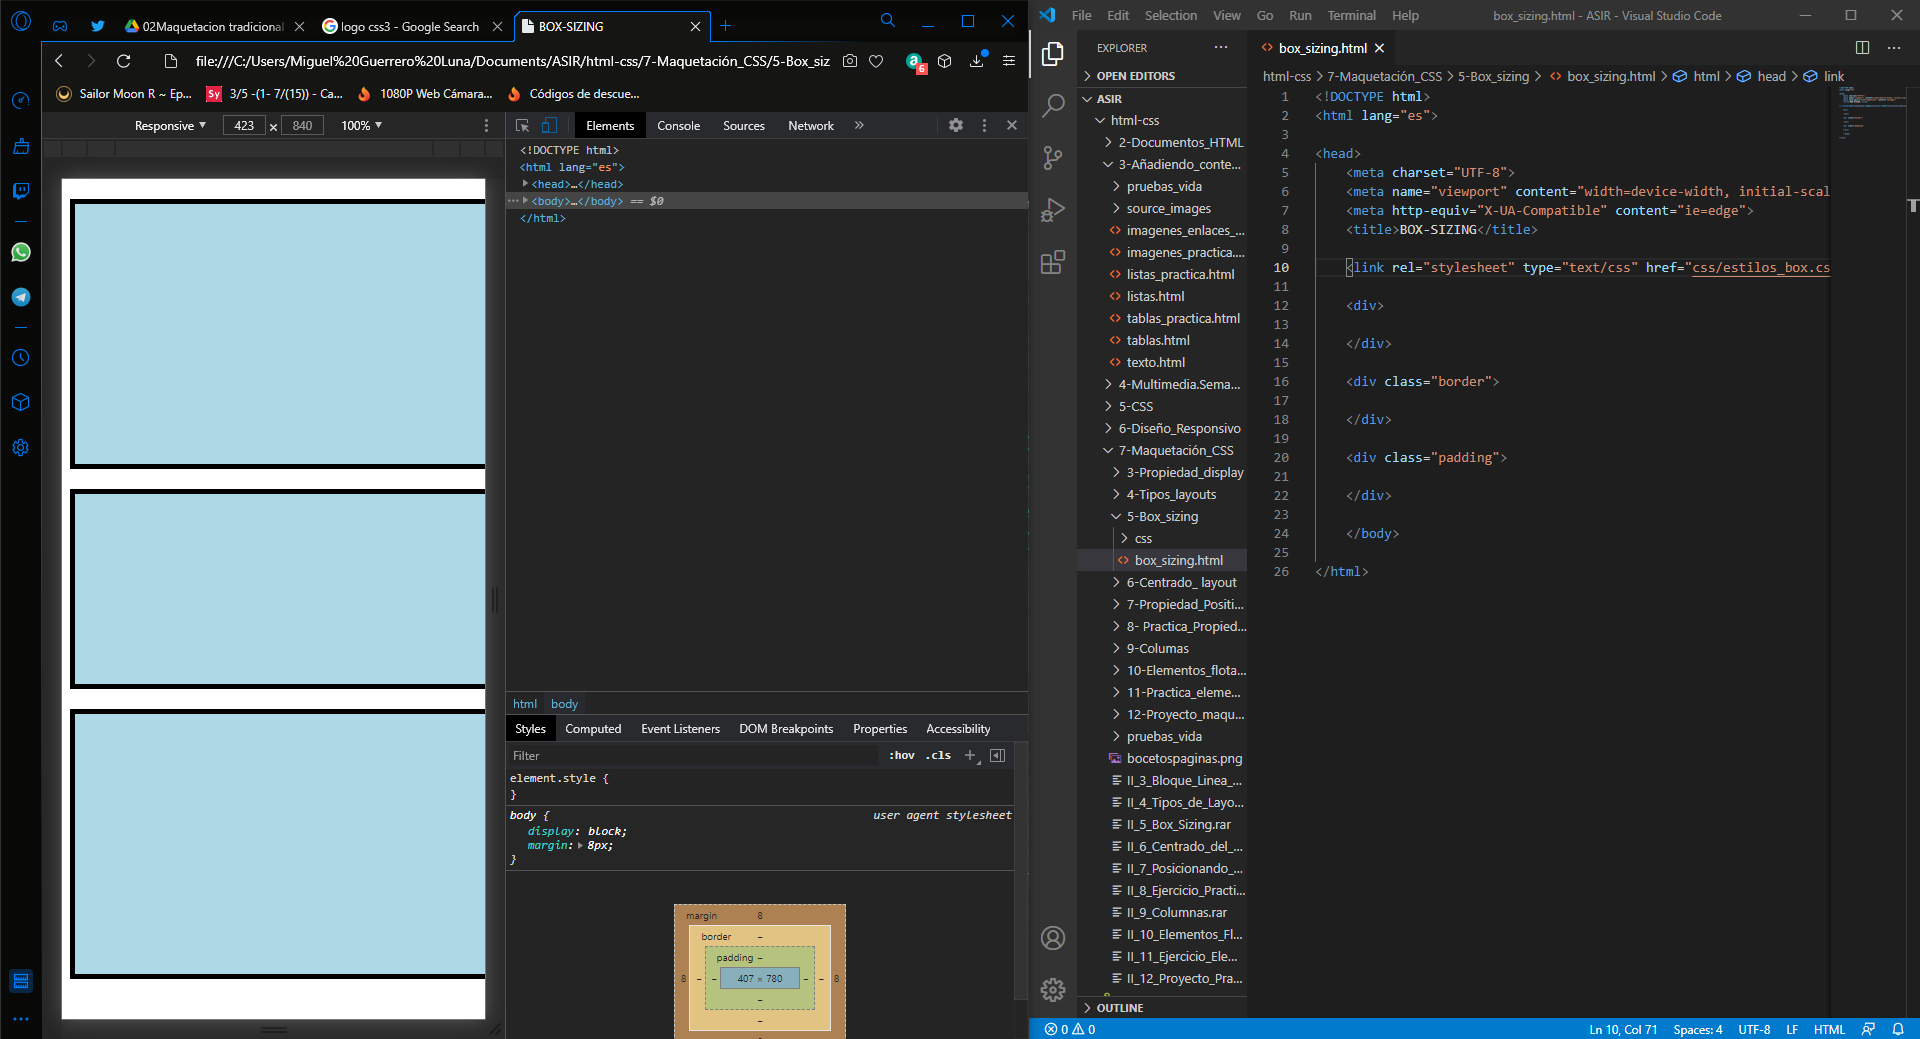 02Maquetacion tradicional
logo css3 - Google Search
BOX-SIZING
file:///C:/Users/Miguel%20Guerrero%20Luna/Documents/ASIR/html-css/7-Maquetación_CSS/5-Box_siz
6
Sailor Moon R ~ Ep...
Sy 3/5 -(1- 7/(15)) - Ca...
1080P Web Cámara...
Códigos de descue...
Responsive ▼ 423 x 840 100% ▼
Elements Console Sources Network »
<!DOCTYPE html>
<html lang="es">
<head>…</head>
<body>…</body> == $0
</html>
html body
Styles Computed Event Listeners DOM Breakpoints Properties Accessibility
Filter :hov .cls +
element.style {
}
body { user agent stylesheet
display: block;
margin: 8px;
}
margin 8
border –
padding –
8 – – 407 × 780 – – 8
–
–
File Edit Selection View Go Run Terminal Help
box_sizing.html - ASIR - Visual Studio Code
EXPLORER
OPEN EDITORS
ASIR
html-css
2-Documentos_HTML
3-Añadiendo_conte...
pruebas_vida
source_images
imagenes_enlaces_...
imagenes_practica....
listas_practica.html
listas.html
tablas_practica.html
tablas.html
texto.html
4-Multimedia.Sema...
5-CSS
6-Diseño_Responsivo
7-Maquetación_CSS
3-Propiedad_display
4-Tipos_layouts
5-Box_sizing
css
box_sizing.html
6-Centrado_ layout
7-Propiedad_Positi...
8- Practica_Propied...
9-Columas
10-Elementos_flota...
11-Practica_eleme...
12-Proyecto_maqu...
pruebas_vida
bocetospaginas.png
II_3_Bloque_Linea_...
II_4_Tipos_de_Layo...
II_5_Box_Sizing.rar
II_6_Centrado_del_...
II_7_Posicionando_...
II_8_Ejercicio_Practi...
II_9_Columnas.rar
II_10_Elementos_Fl...
II_11_Ejercicio_Ele...
II_12_Proyecto_Pra...
OUTLINE
box_sizing.html
html-css > 7-Maquetación_CSS > 5-Box_sizing > box_sizing.html > html > head > link
1 <!DOCTYPE html>
2 <html lang="es">
3
4 <head>
5 <meta charset="UTF-8">
6 <meta name="viewport" content="width=device-width, initial-scal
7 <meta http-equiv="X-UA-Compatible" content="ie=edge">
8 <title>BOX-SIZING</title>
9
10 <link rel="stylesheet" type="text/css" href="css/estilos_box.cs
11
12 <div>
13
14 </div>
15
16 <div class="border">
17
18 </div>
19
20 <div class="padding">
21
22 </div>
23
24 </body>
25
26 </html>
0 0
Ln 10, Col 71 Spaces: 4 UTF-8 LF HTML